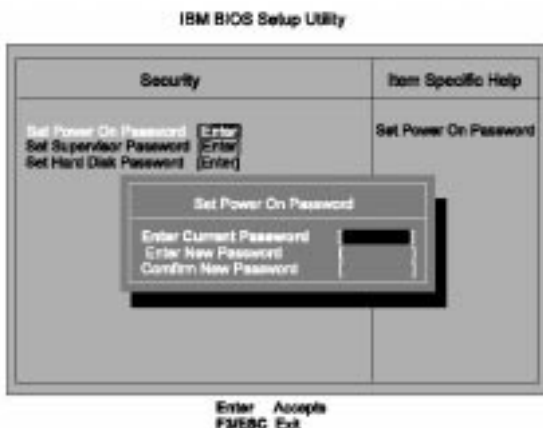 IBM BIOS Setup Utility
Security
Item Specific Help
Set Power On Password [Enter]
Set Supervisor Password [Enter]
Set Hard Disk Password [Enter]
Set Power On Password
Set Power On Password
Enter Current Password
Enter New Password
Comfirm New Password
Enter Accepts
F3/ESC Exit